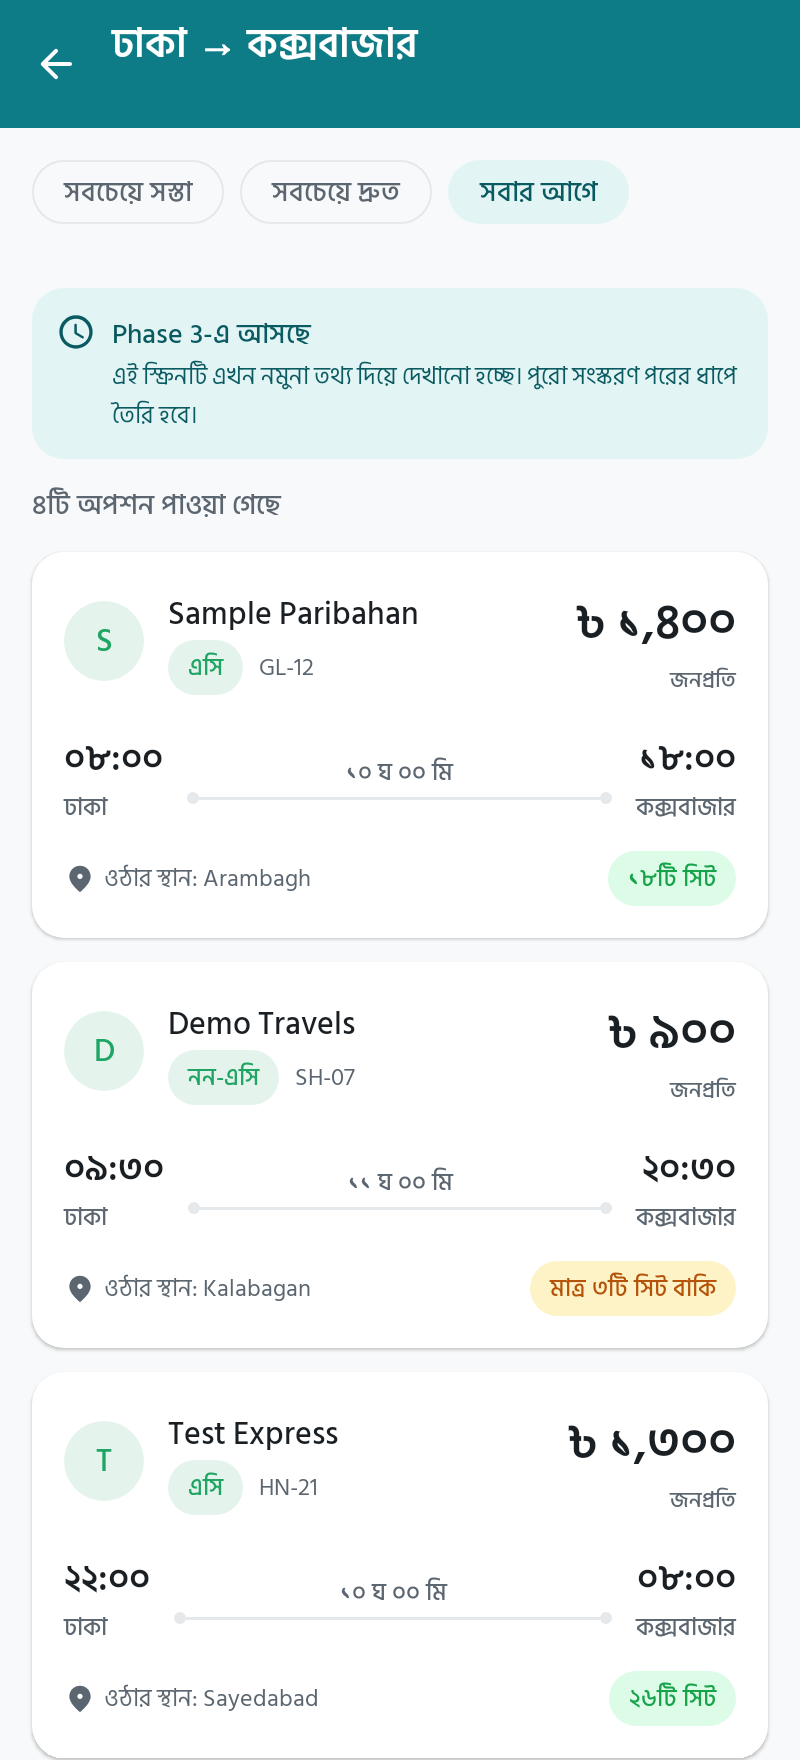 ঢাকা → কক্সবাজার
সবচেয়ে সস্তা
সবচেয়ে দ্রুত
সবার আগে
Phase 3-এ আসছে
এই স্ক্রিনটি এখন নমুনা তথ্য দিয়ে দেখানো হচ্ছে। পুরো সংস্করণ পরের ধাপে
তৈরি হবে।
৪টি অপশন পাওয়া গেছে
S
Sample Paribahan
৳ ১,৪০০
এসি
GL-12
জনপ্রতি
০৮:০০
১০ ঘ ০০ মি
১৮:০০
ঢাকা
কক্সবাজার
ওঠার স্থান: Arambagh
১৮টি সিট
D
Demo Travels
৳ ৯০০
নন-এসি
SH-07
জনপ্রতি
০৯:৩০
১১ ঘ ০০ মি
২০:৩০
ঢাকা
কক্সবাজার
ওঠার স্থান: Kalabagan
মাত্র ৩টি সিট বাকি
T
Test Express
৳ ১,৩০০
এসি
HN-21
জনপ্রতি
২২:০০
১০ ঘ ০০ মি
০৮:০০
ঢাকা
কক্সবাজার
ওঠার স্থান: Sayedabad
২৬টি সিট